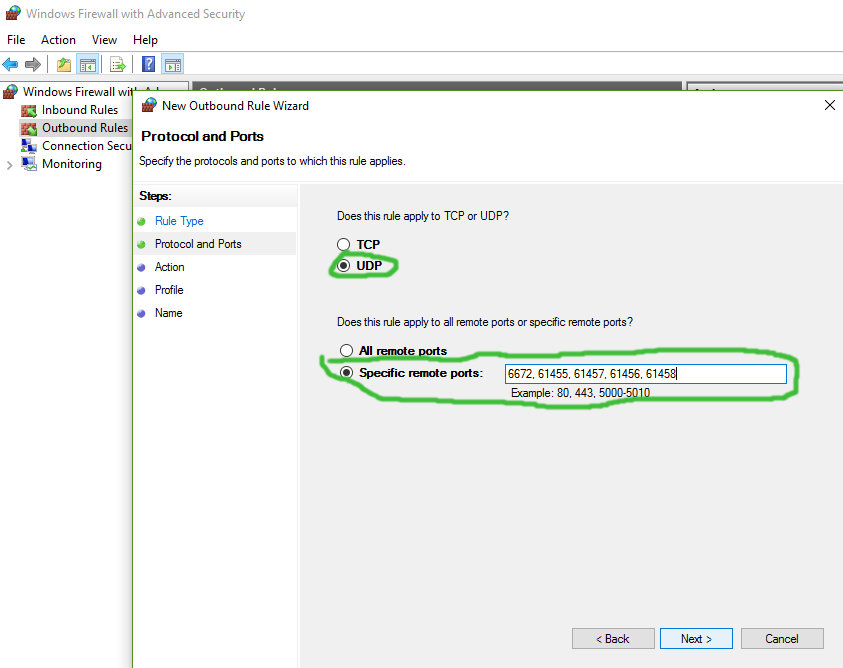 Windows Firewall with Advanced Security
File Action View Help
Windows Firewall with
Inbound Rules
Outbound Rules
Connection Secu
Monitoring
New Outbound Rule Wizard
Protocol and Ports
Specify the protocols and ports to which this rule applies.
Steps:
Rule Type
Protocol and Ports
Action
Profile
Name
Does this rule apply to TCP or UDP?
TCP
UDP
Does this rule apply to all remote ports or specific remote ports?
All remote ports
Specific remote ports: 6672, 61455, 61457, 61456, 61458
Example: 80, 443, 5000-5010
< Back Next > Cancel